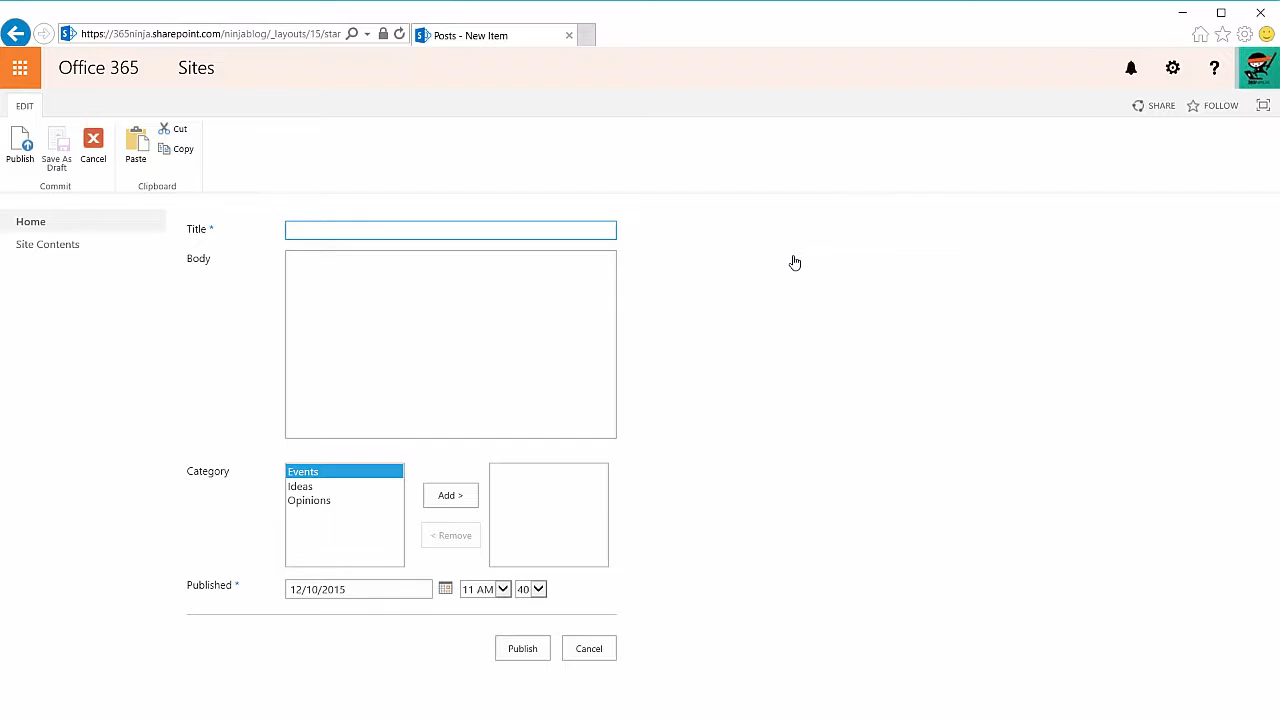 https://365ninja.sharepoint.com/ninjablog/_layouts/15/star
Posts - New Item
Office 365 Sites
EDIT
SHARE FOLLOW
Publish Save As Draft Cancel Paste Cut Copy
Commit Clipboard
Home
Site Contents
Title *
Body
Category
Events
Ideas
Opinions
Add >
< Remove
Published *
12/10/2015 11 AM 40
Publish Cancel